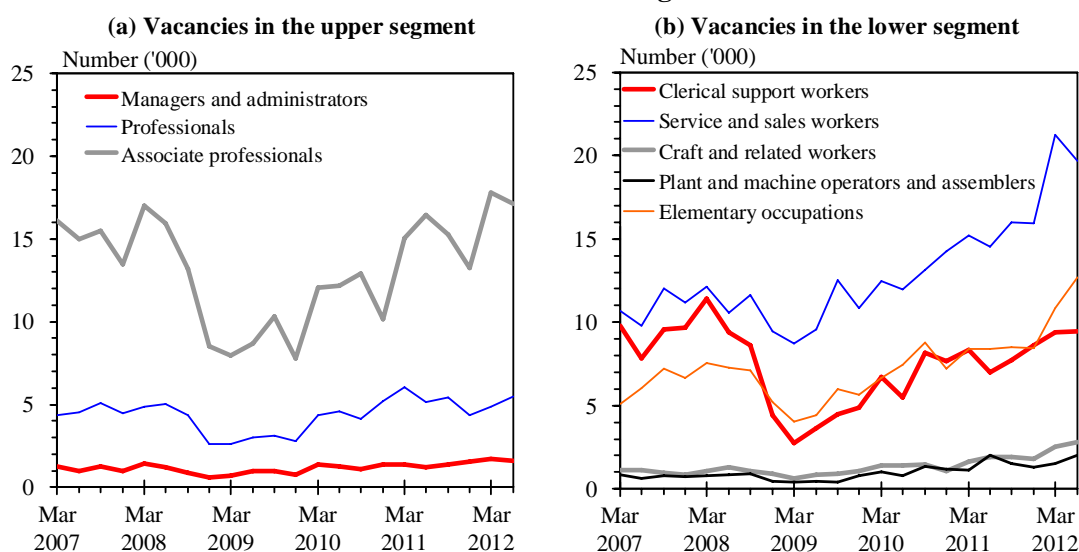 (a) Vacancies in the upper segment
Number ('000)
25
20
15
10
5
0
Managers and administrators
Professionals
Associate professionals
Mar 2007
Mar 2008
Mar 2009
Mar 2010
Mar 2011
Mar 2012
(b) Vacancies in the lower segment
Number ('000)
25
20
15
10
5
0
Clerical support workers
Service and sales workers
Craft and related workers
Plant and machine operators and assemblers
Elementary occupations
Mar 2007
Mar 2008
Mar 2009
Mar 2010
Mar 2011
Mar 2012